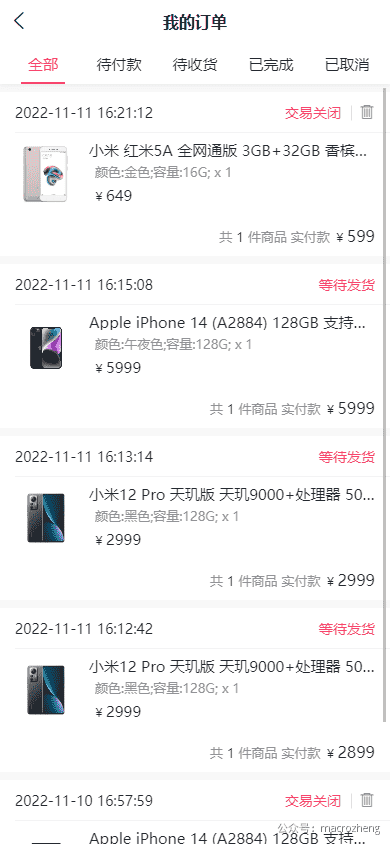 我的订单
全部 待付款 待收货 已完成 已取消
2022-11-11 16:21:12 交易关闭
小米 红米5A 全网通版 3GB+32GB 香槟...
颜色:金色;容量:16G; x 1
¥ 649
共 1 件商品 实付款 ¥ 599
2022-11-11 16:15:08 等待发货
Apple iPhone 14 (A2884) 128GB 支持...
颜色:午夜色;容量:128G; x 1
¥ 5999
共 1 件商品 实付款 ¥ 5999
2022-11-11 16:13:14 等待发货
小米12 Pro 天玑版 天玑9000+处理器 50...
颜色:黑色;容量:128G; x 1
¥ 2999
共 1 件商品 实付款 ¥ 2999
2022-11-11 16:12:42 等待发货
小米12 Pro 天玑版 天玑9000+处理器 50...
颜色:黑色;容量:128G; x 1
¥ 2999
共 1 件商品 实付款 ¥ 2899
2022-11-10 16:57:59 交易关闭
公众号：macrozheng
Apple iPhone 14 (A2884) 128GB 支持...